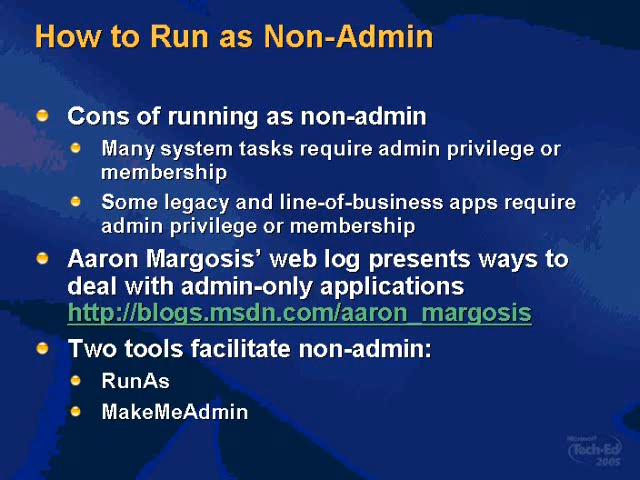 How to Run as Non-Admin
Cons of running as non-admin
Many system tasks require admin privilege or
membership
Some legacy and line-of-business apps require
admin privilege or membership
Aaron Margosis’ web log presents ways to
deal with admin-only applications
http://blogs.msdn.com/aaron_margosis
Two tools facilitate non-admin:
RunAs
MakeMeAdmin
Microsoft
Tech·Ed
2005